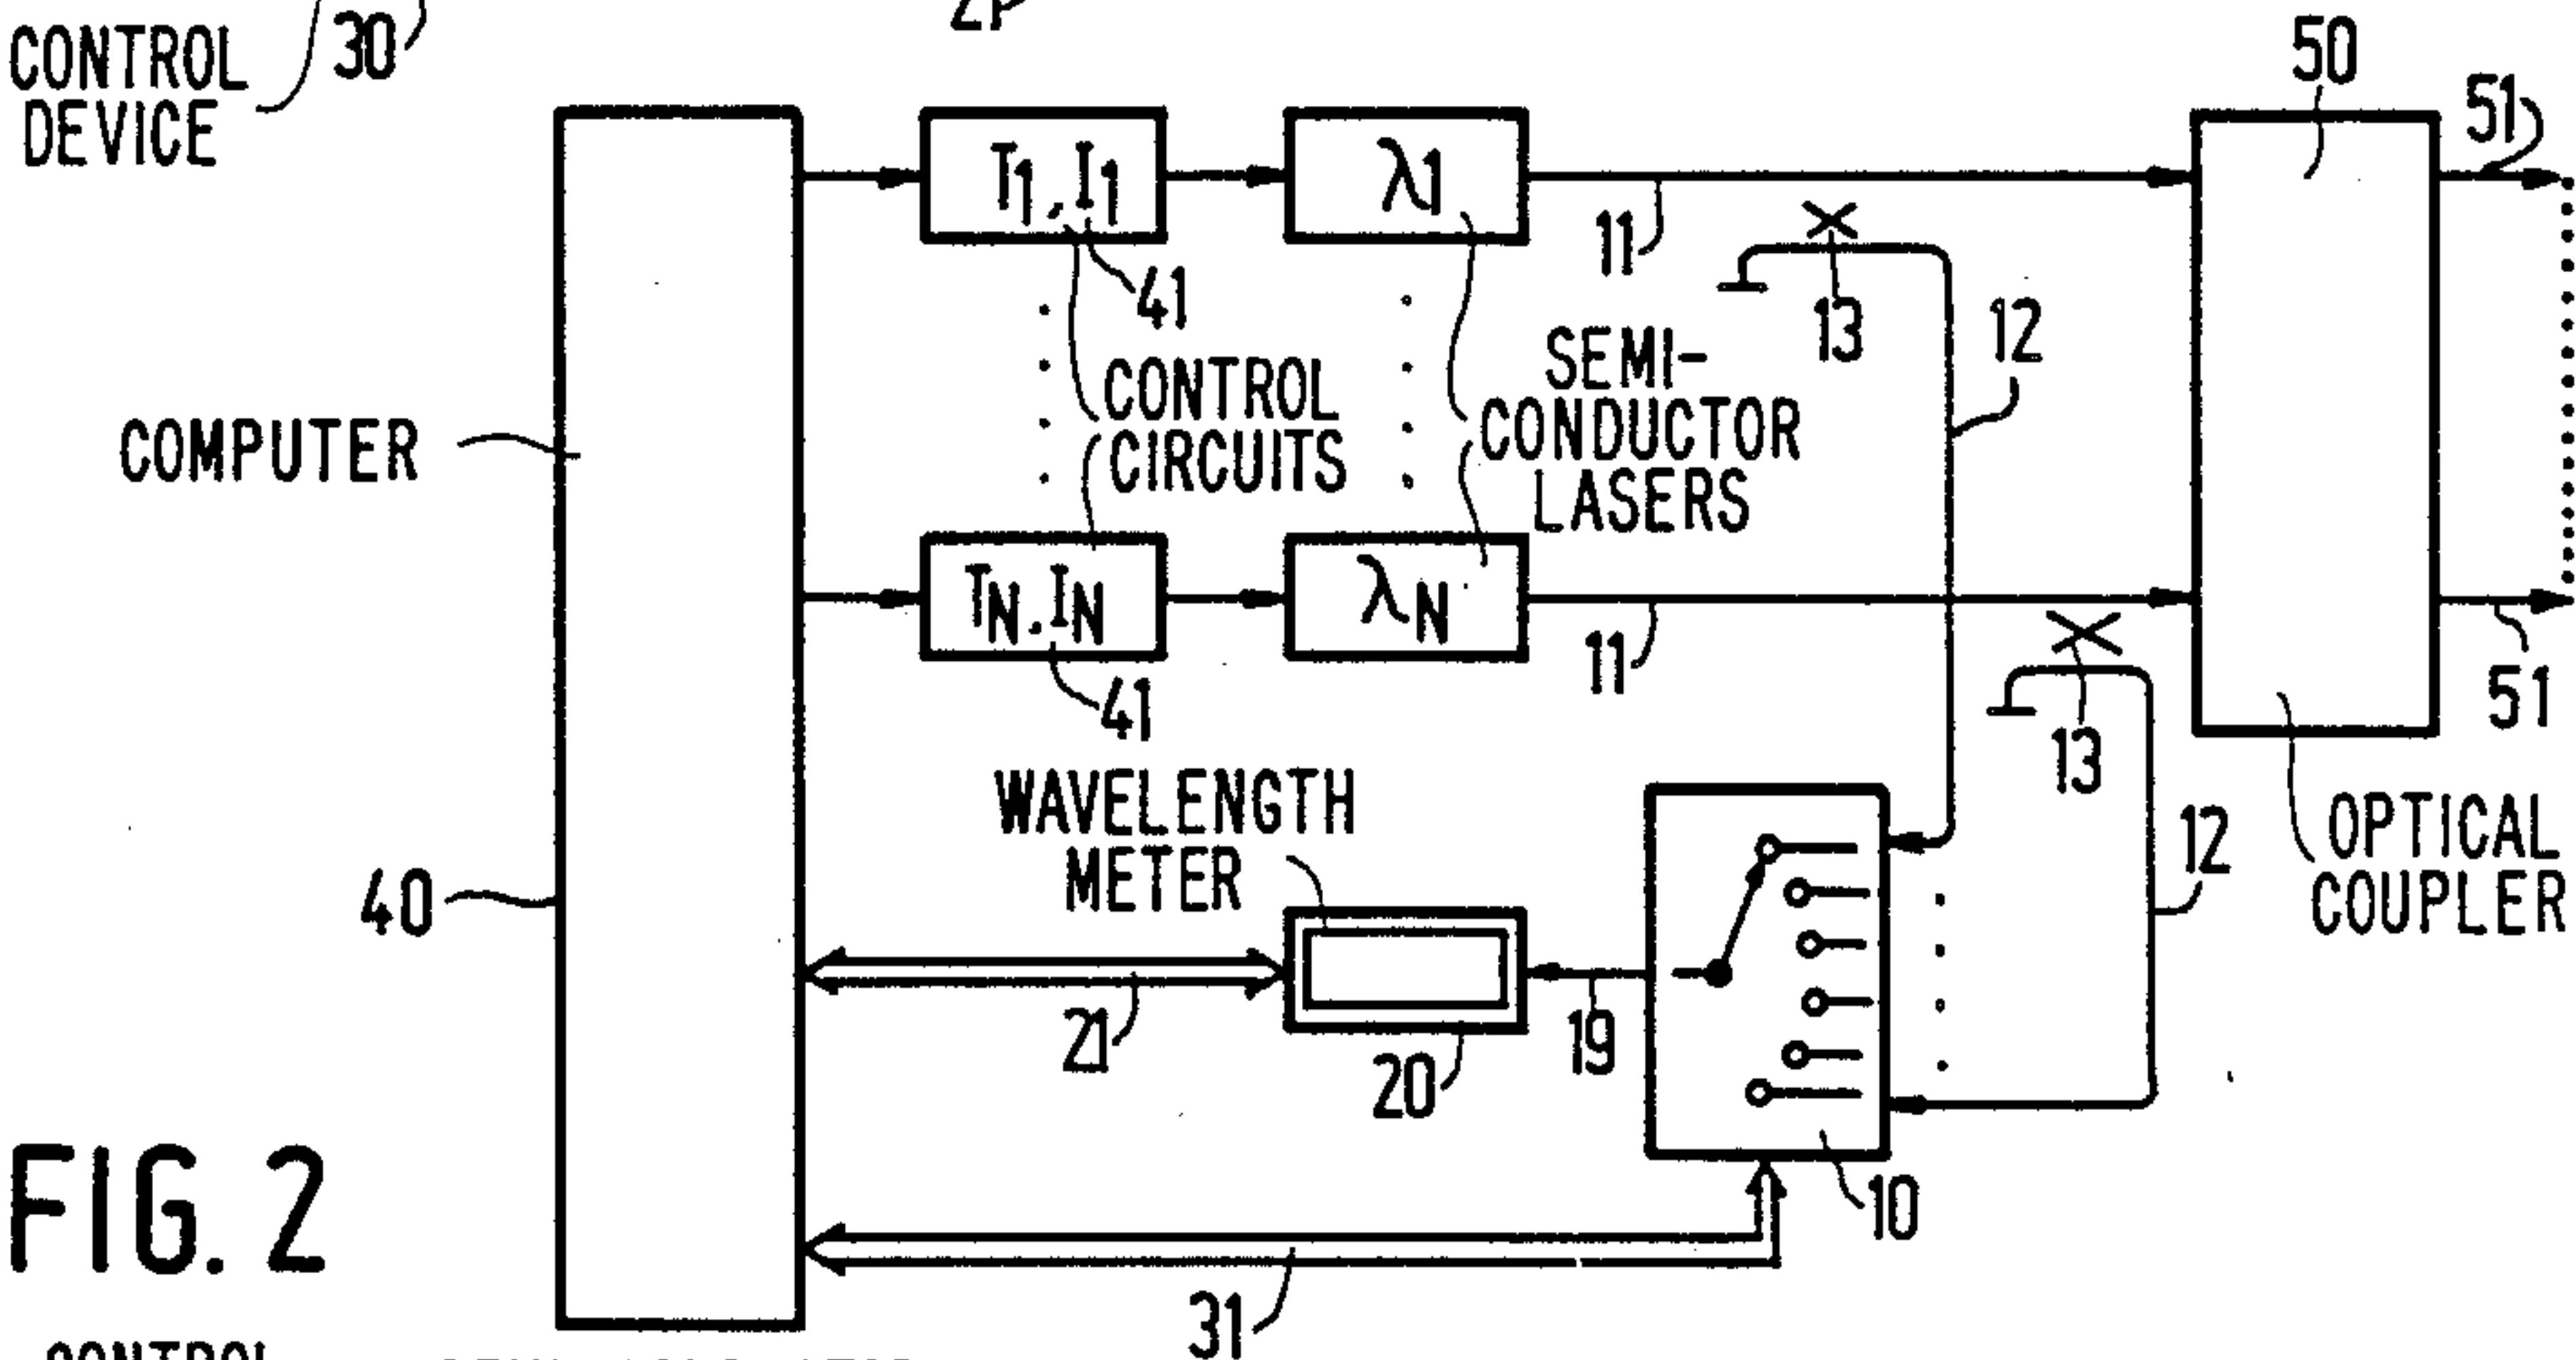 CONTROL
DEVICE
30
50
51
T1, I1
λ1
11
41
13
12
CONTROL
CIRCUITS
SEMI-
CONDUCTOR
LASERS
COMPUTER
TN. IN
λN
11
41
13
51
WAVELENGTH
METER
OPTICAL
COUPLER
12
40
21
20
19
10
31
FIG. 2
CONTROL